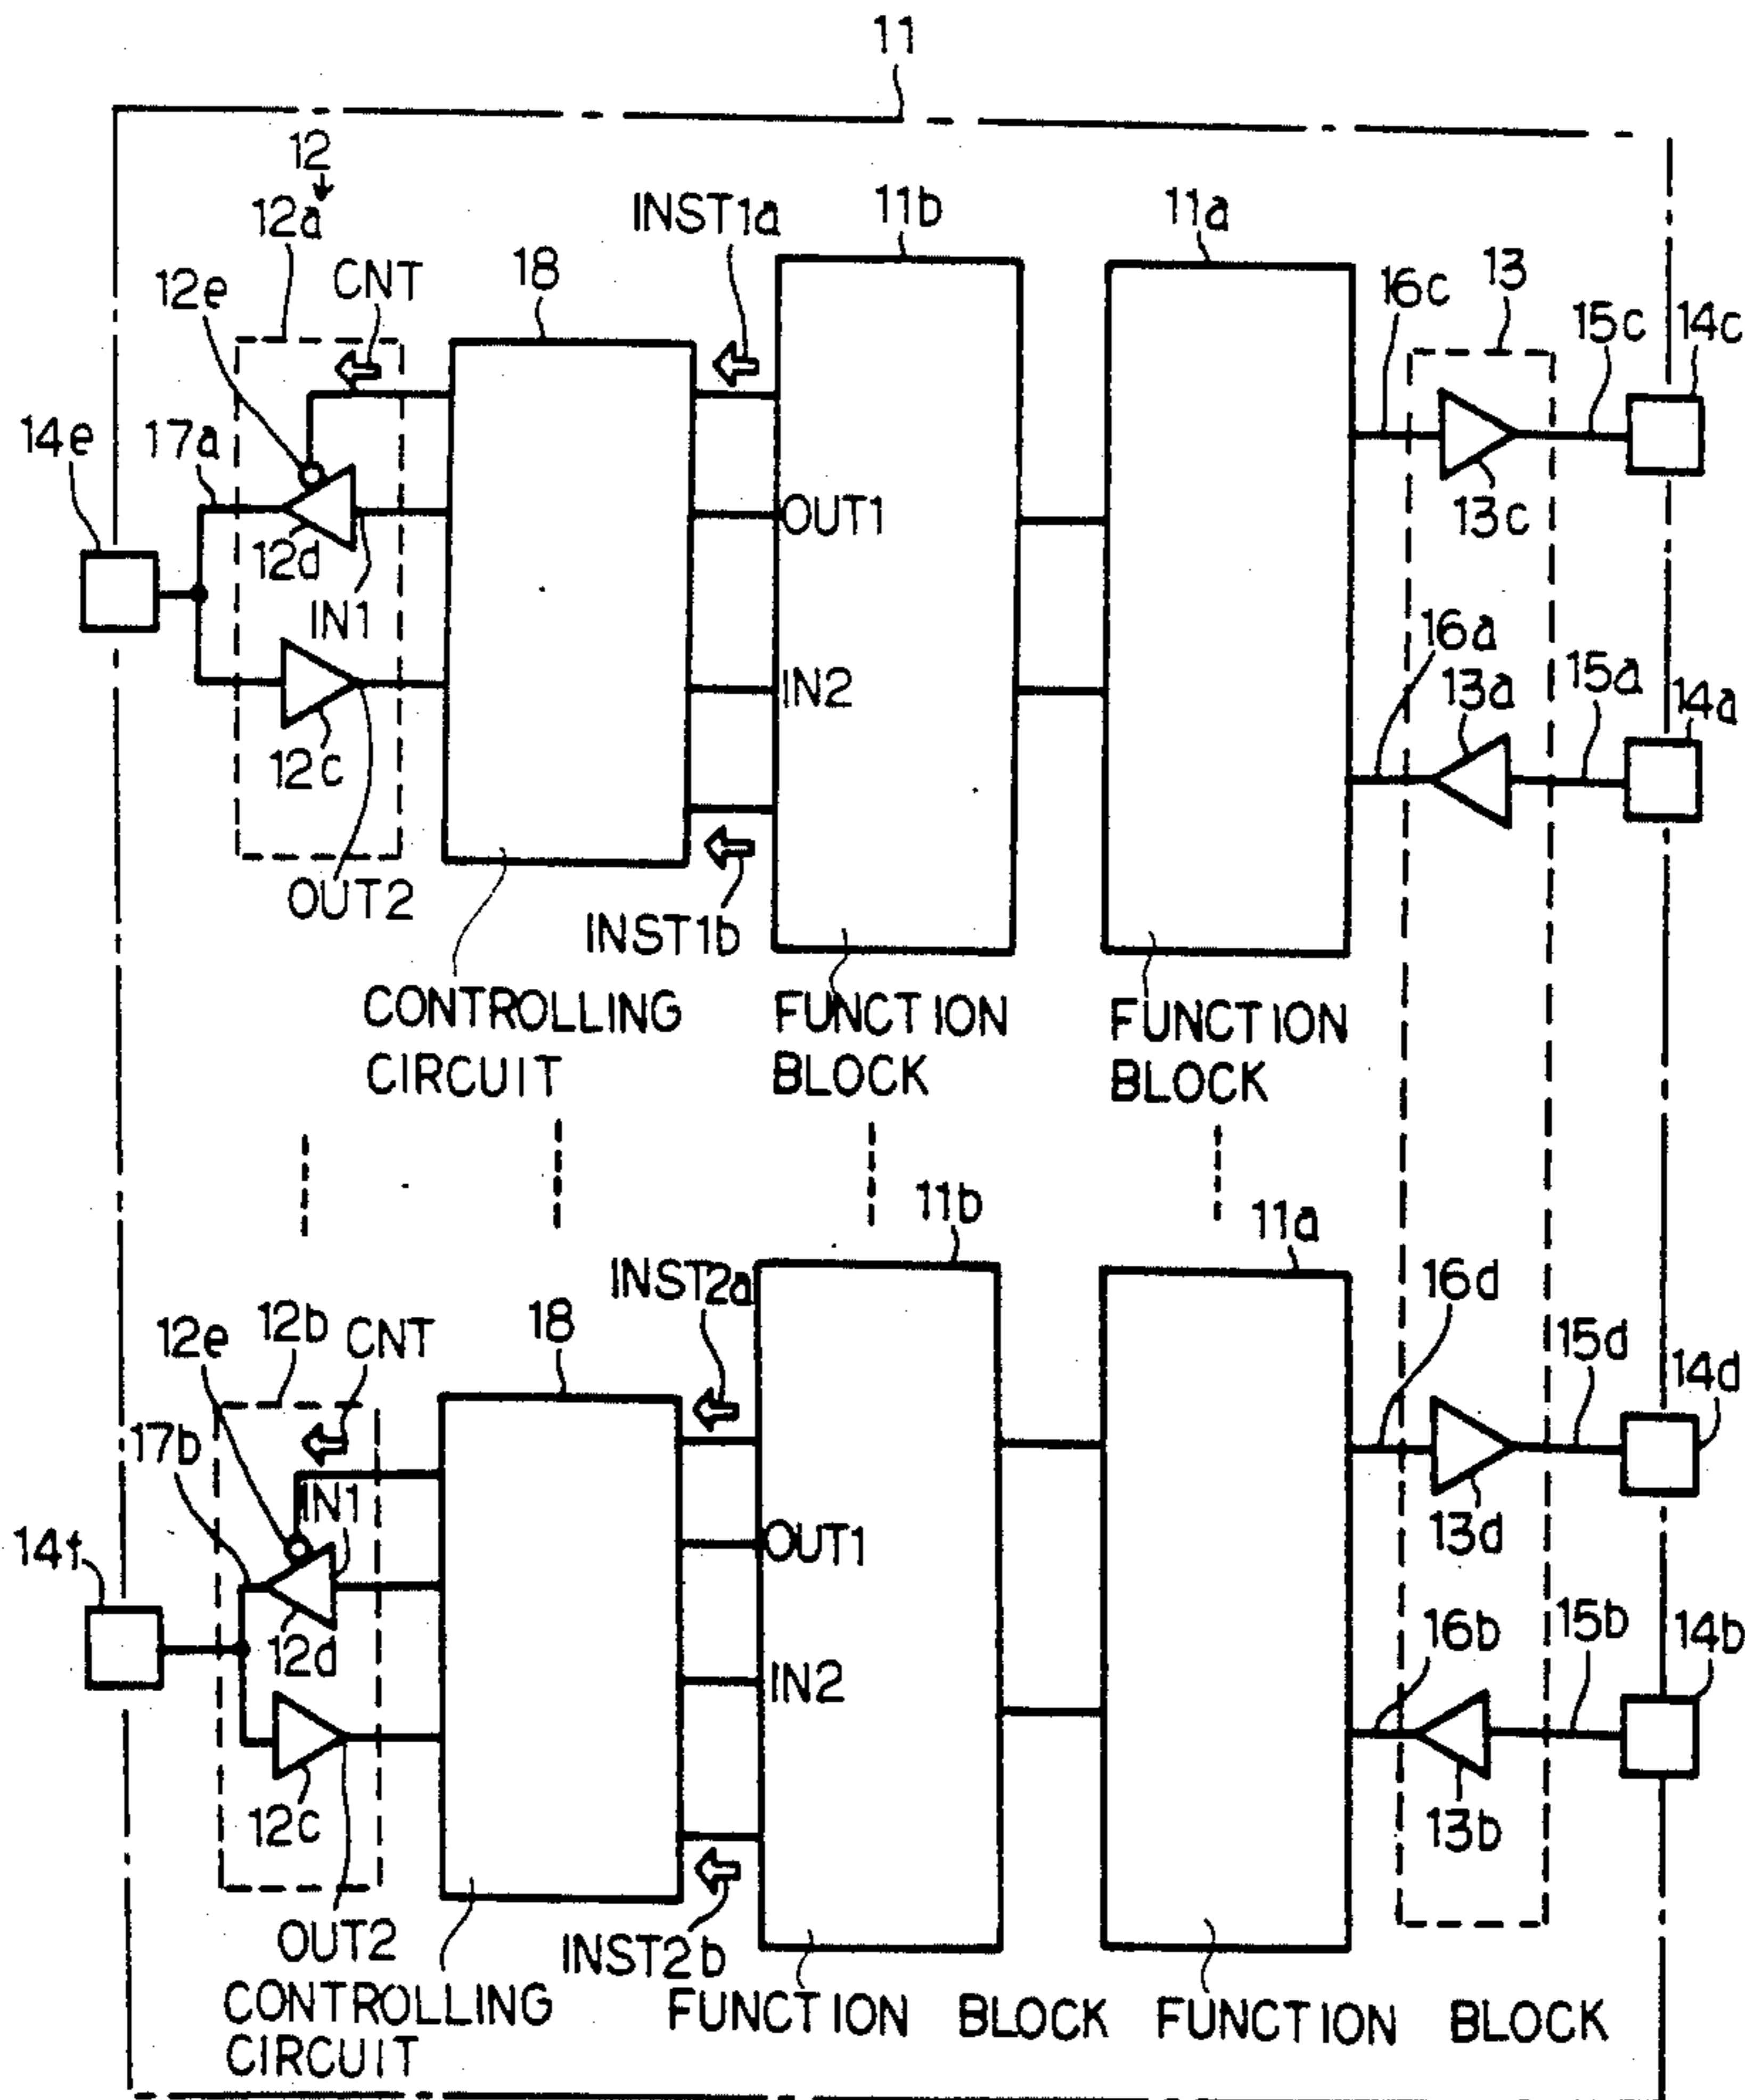 11
12
12a
INST1a
11b
11a
12e
CNT
18
16c
13
15c
14c
14e
17a
OUT1
13c
12d
IN1
16a
IN2
13a
15a
14a
12c
OUT2
INST1b
CONTROLLING
CIRCUIT
FUNCTION
BLOCK
FUNCTION
BLOCK
11b
11a
INST2a
16d
12e
12b
CNT
18
15d
14d
17b
IN1
14f
OUT1
13d
12d
IN2
16b
15b
14b
12c
13b
OUT2
INST2b
CONTROLLING
CIRCUIT
FUNCTION BLOCK
FUNCTION BLOCK